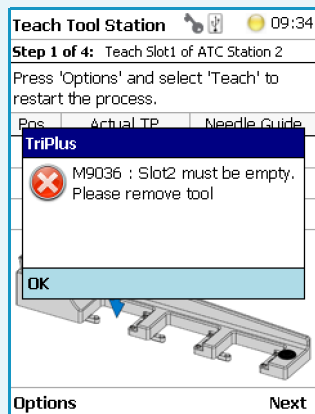 Teach Tool Station 09:34
Step 1 of 4: Teach Slot1 of ATC Station 2
Press 'Options' and select 'Teach' to
restart the process.
Pos Actual TP Needle Guide
TriPlus
M9036 : Slot2 must be empty.
Please remove tool
OK
Options Next